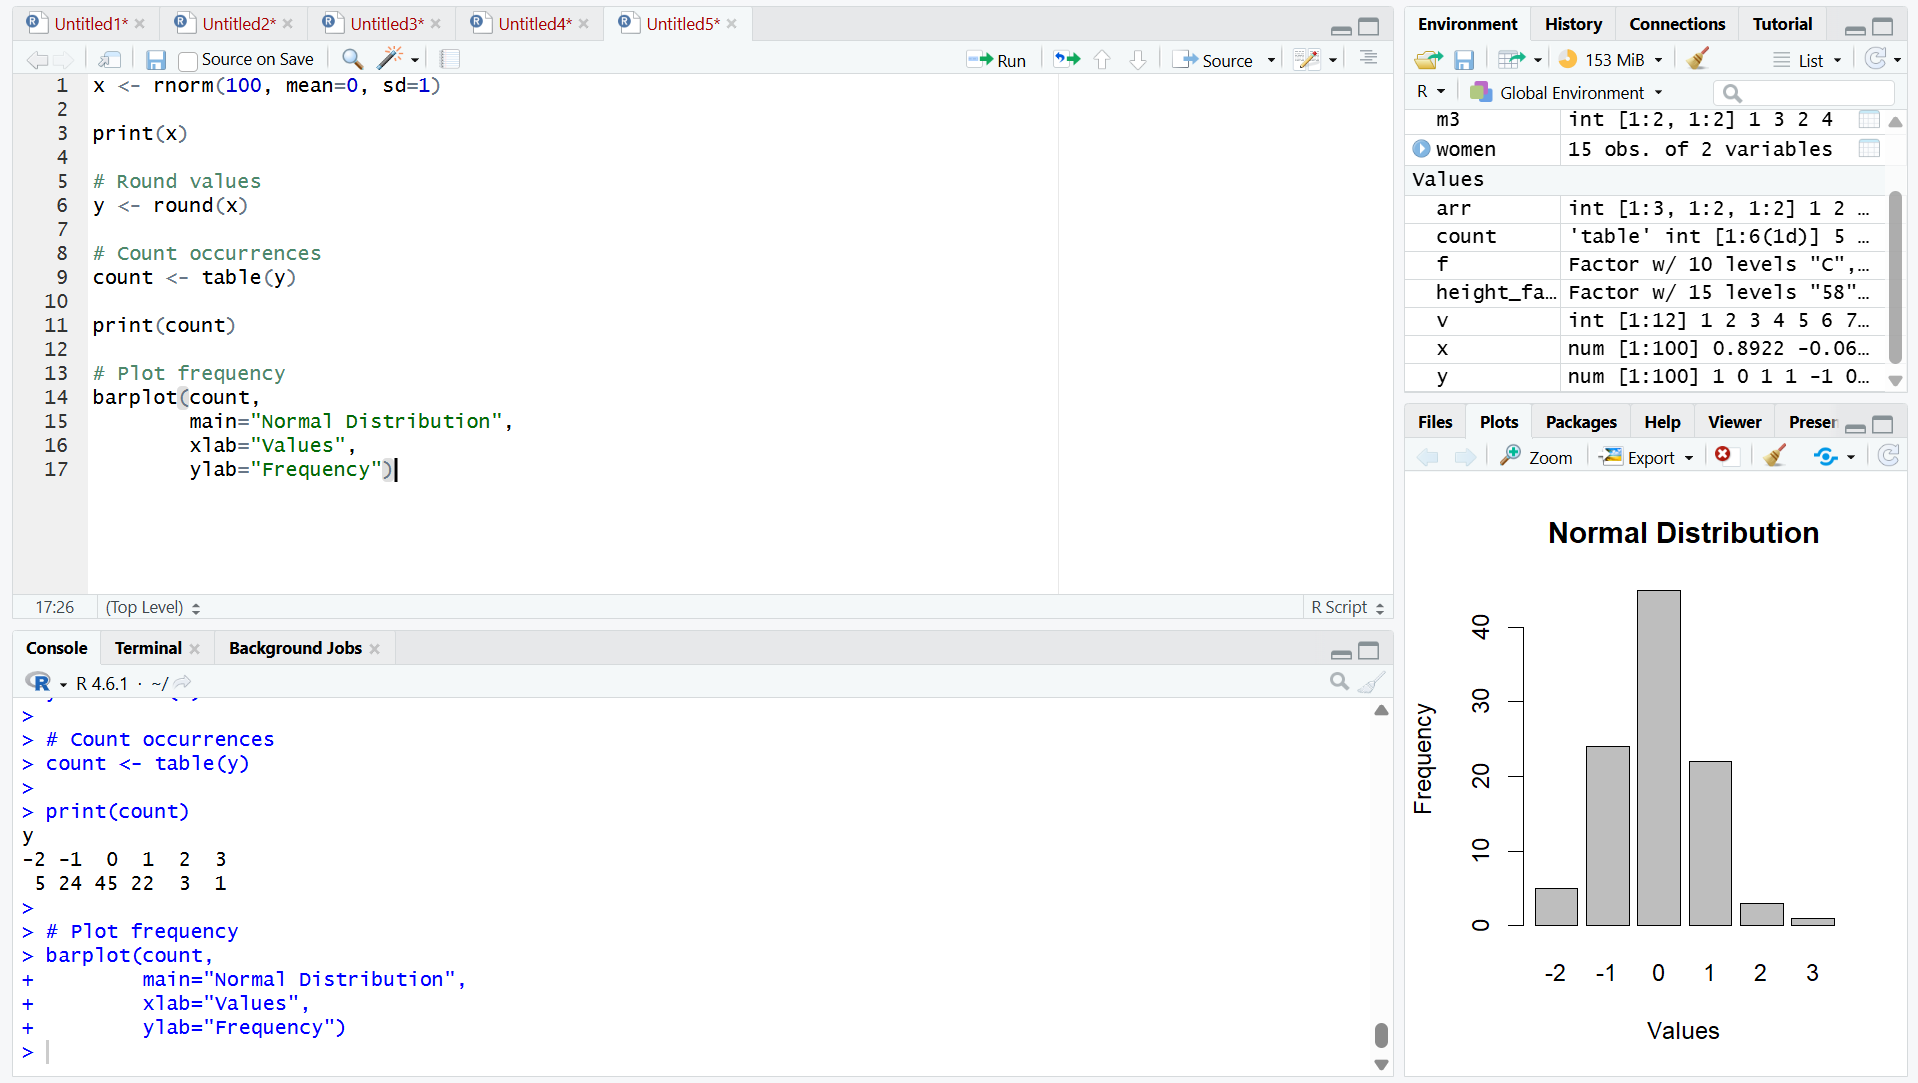 Untitled1* Untitled2* Untitled3* Untitled4* Untitled5*
Source on Save Run Source
1 x <- rnorm(100, mean=0, sd=1)
2
3 print(x)
4
5 # Round values
6 y <- round(x)
7
8 # Count occurrences
9 count <- table(y)
10
11 print(count)
12
13 # Plot frequency
14 barplot(count,
15 main="Normal Distribution",
16 xlab="Values",
17 ylab="Frequency")
17:26 (Top Level) R Script
Console Terminal Background Jobs
R 4.6.1 · ~/
>
> # Count occurrences
> count <- table(y)
>
> print(count)
y
-2 -1 0 1 2 3
5 24 45 22 3 1
>
> # Plot frequency
> barplot(count,
+ main="Normal Distribution",
+ xlab="Values",
+ ylab="Frequency")
>
Environment History Connections Tutorial
153 MiB List
R Global Environment
m3 int [1:2, 1:2] 1 3 2 4
women 15 obs. of 2 variables
Values
arr int [1:3, 1:2, 1:2] 1 2 …
count 'table' int [1:6(1d)] 5 …
f Factor w/ 10 levels "C",…
height_fa… Factor w/ 15 levels "58"…
v int [1:12] 1 2 3 4 5 6 7…
x num [1:100] 0.8922 -0.06…
y num [1:100] 1 0 1 1 -1 0…
Files Plots Packages Help Viewer Presen
Zoom Export
Normal Distribution
Frequency
40
30
20
10
0
-2 -1 0 1 2 3
Values